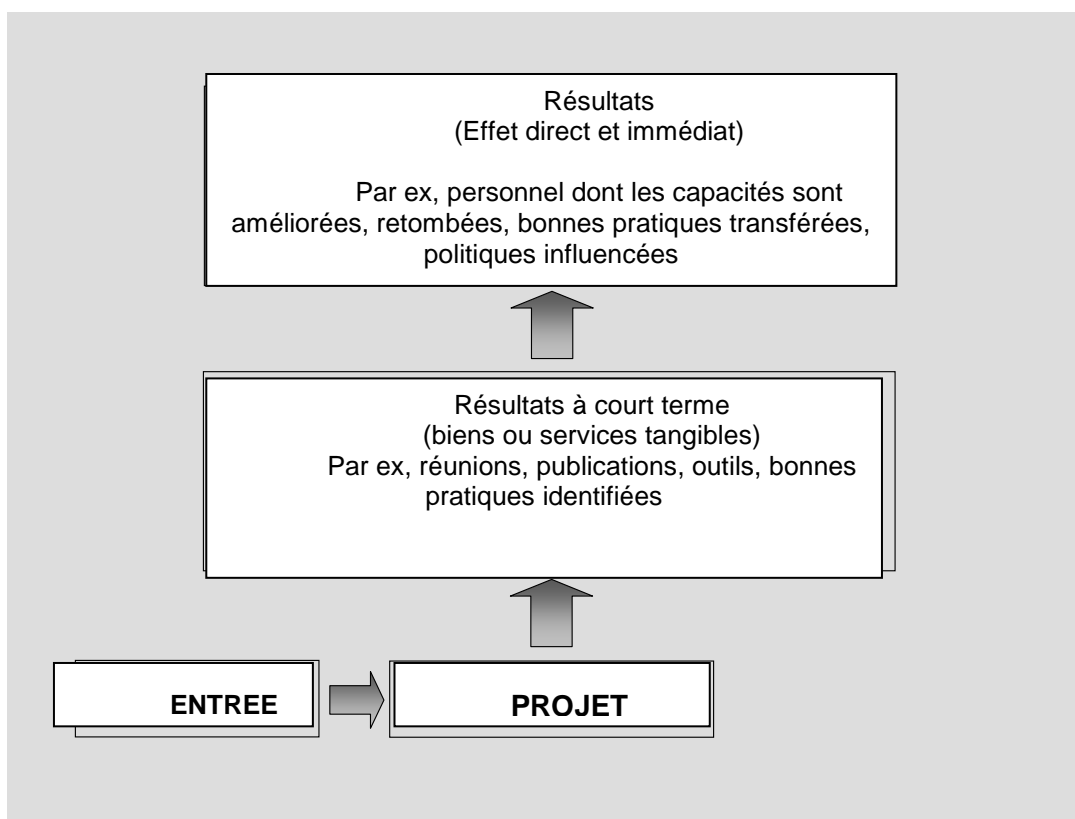 Résultats
(Effet direct et immédiat)
Par ex, personnel dont les capacités sont
améliorées, retombées, bonnes pratiques transférées,
politiques influencées
Résultats à court terme
(biens ou services tangibles)
Par ex, réunions, publications, outils, bonnes
pratiques identifiées
ENTREE
PROJET